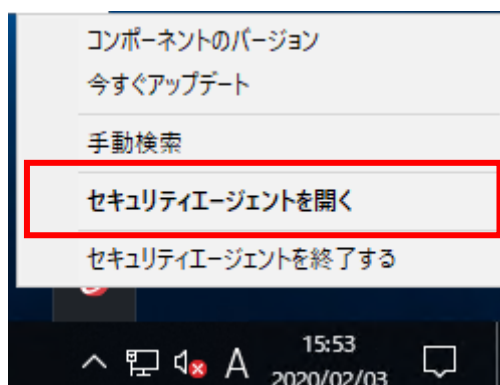 コンポーネントのバージョン
今すぐアップデート
手動検索
セキュリティエージェントを開く
セキュリティエージェントを終了する
A
15:53
2020/02/03